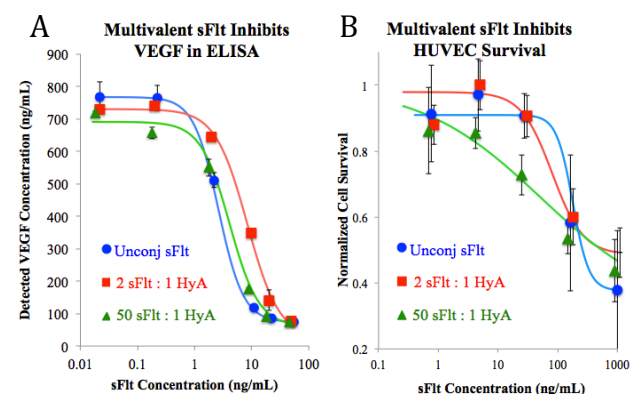 A
Multivalent sFlt Inhibits
VEGF in ELISA
Detected VEGF Concentration (ng/mL)
900
800
700
600
500
400
300
200
100
0
Unconj sFlt
2 sFlt : 1 HyA
50 sFlt : 1 HyA
0.01
0.1
1
10
100
sFlt Concentration (ng/mL)
B
Multivalent sFlt Inhibits
HUVEC Survival
Normalized Cell Survival
1
0.8
0.6
0.4
0.2
Unconj sFlt
2 sFlt : 1 HyA
50 sFlt : 1 HyA
0.1
1
10
100
1000
sFlt Concentration (ng/mL)